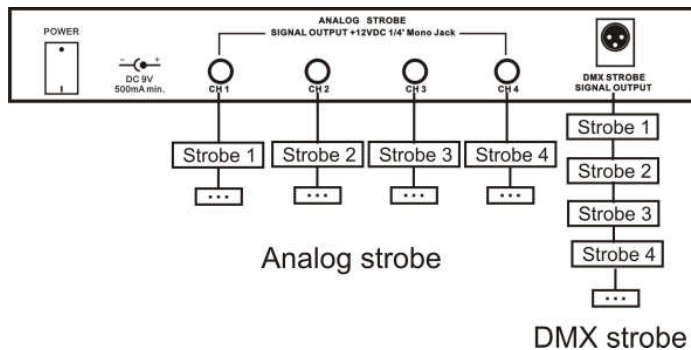 POWER
DC 9V
500mA min.
ANALOG STROBE
SIGNAL OUTPUT +12VDC 1/4' Mono Jack
CH 1
CH 2
CH 3
CH 4
DMX STROBE
SIGNAL OUTPUT
Strobe 1
...
Strobe 2
...
Strobe 3
...
Strobe 4
...
Analog strobe
Strobe 1
Strobe 2
Strobe 3
Strobe 4
...
DMX strobe